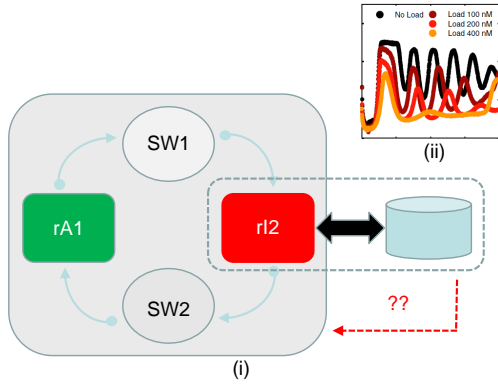 No Load
Load 100 nM
Load 200 nM
Load 400 nM
(ii)
SW1
rA1
rI2
SW2
??
(i)